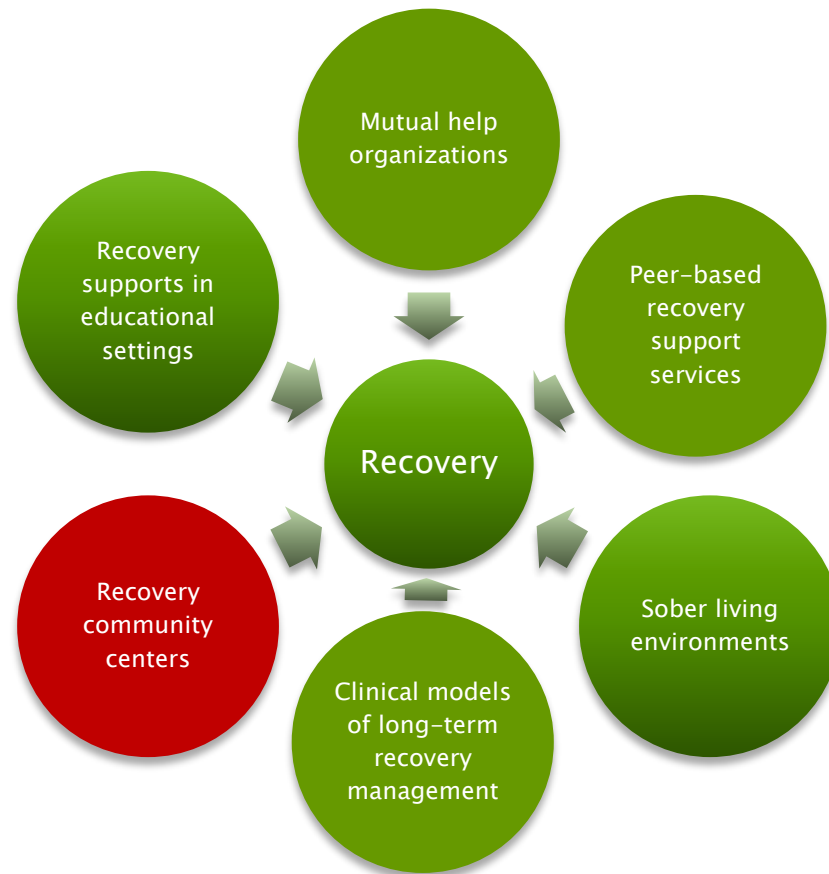 Mutual help
organizations
Peer-based
recovery
support
services
Sober living
environments
Clinical models
of long-term
recovery
management
Recovery
community
centers
Recovery
supports in
educational
settings
Recovery